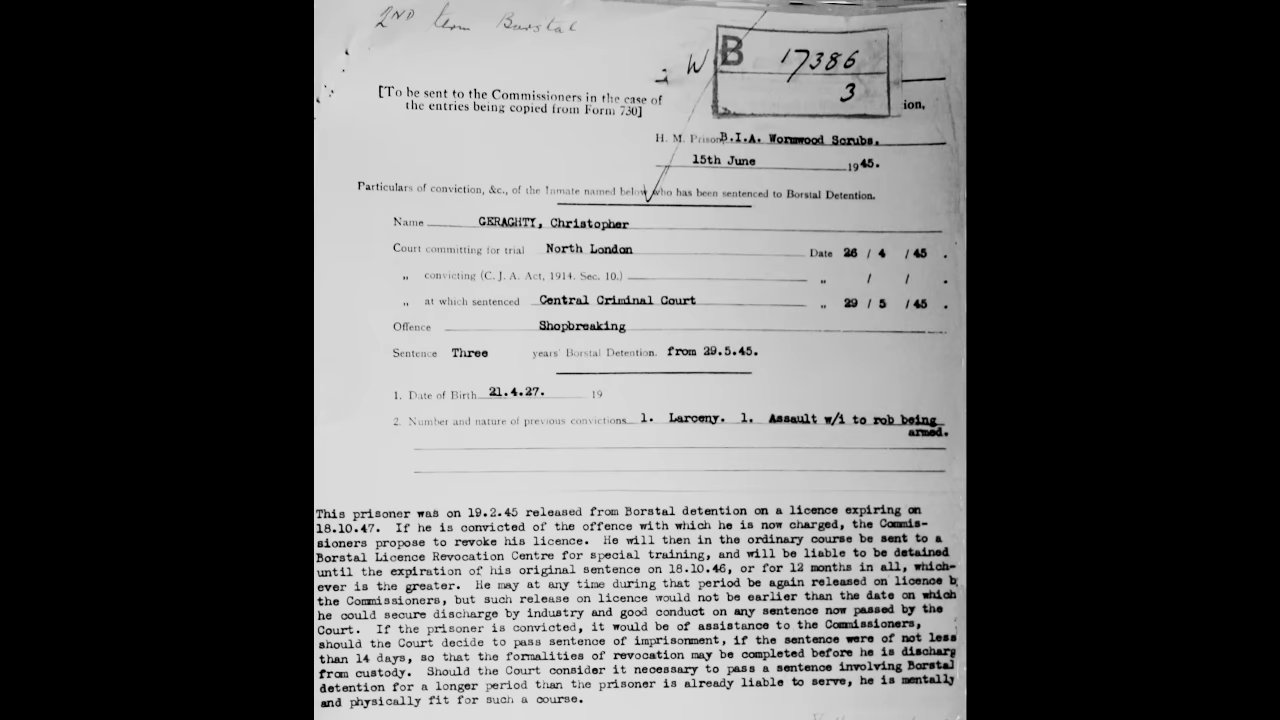 2ND term Borstal
W B 17386
3
[To be sent to the Commissioners in the case of
the entries being copied from Form 730]
ion,
H. M. Prison B.I.A. Wormwood Scrubs.
15th June 1945.
Particulars of conviction, &c., of the Inmate named below who has been sentenced to Borstal Detention.
Name GERAGHTY, Christopher
Court committing for trial North London Date 26 / 4 / 45 .
„ convicting (C. J. A. Act, 1914. Sec. 10.) „ / / .
„ at which sentenced Central Criminal Court „ 29 / 5 / 45 .
Offence Shopbreaking
Sentence Three years' Borstal Detention. from 29.5.45.
1. Date of Birth 21.4.27. 19
2. Number and nature of previous convictions 1. Larceny. 1. Assault w/i to rob being
armed.
This prisoner was on 19.2.45 released from Borstal detention on a licence expiring on
18.10.47. If he is convicted of the offence with which he is now charged, the Commis-
sioners propose to revoke his licence. He will then in the ordinary course be sent to a
Borstal Licence Revocation Centre for special training, and will be liable to be detained
until the expiration of his original sentence on 18.10.46, or for 12 months in all, which-
ever is the greater. He may at any time during that period be again released on licence b
the Commissioners, but such release on licence would not be earlier than the date on which
he could secure discharge by industry and good conduct on any sentence now passed by the
Court. If the prisoner is convicted, it would be of assistance to the Commissioners,
should the Court decide to pass sentence of imprisonment, if the sentence were of not less
than 14 days, so that the formalities of revocation may be completed before he is discharg
from custody. Should the Court consider it necessary to pass a sentence involving Borstal
detention for a longer period than the prisoner is already liable to serve, he is mentally
and physically fit for such a course.